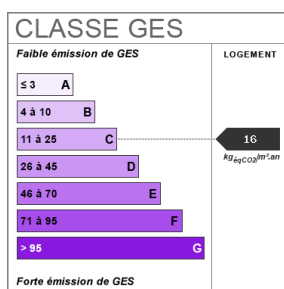 CLASSE GES
Faible émission de GES
LOGEMENT
≤ 3 A
4 à 10 B
11 à 25 C
16
kgéqCO2/m².an
26 à 45 D
46 à 70 E
71 à 95 F
> 95 G
Forte émission de GES